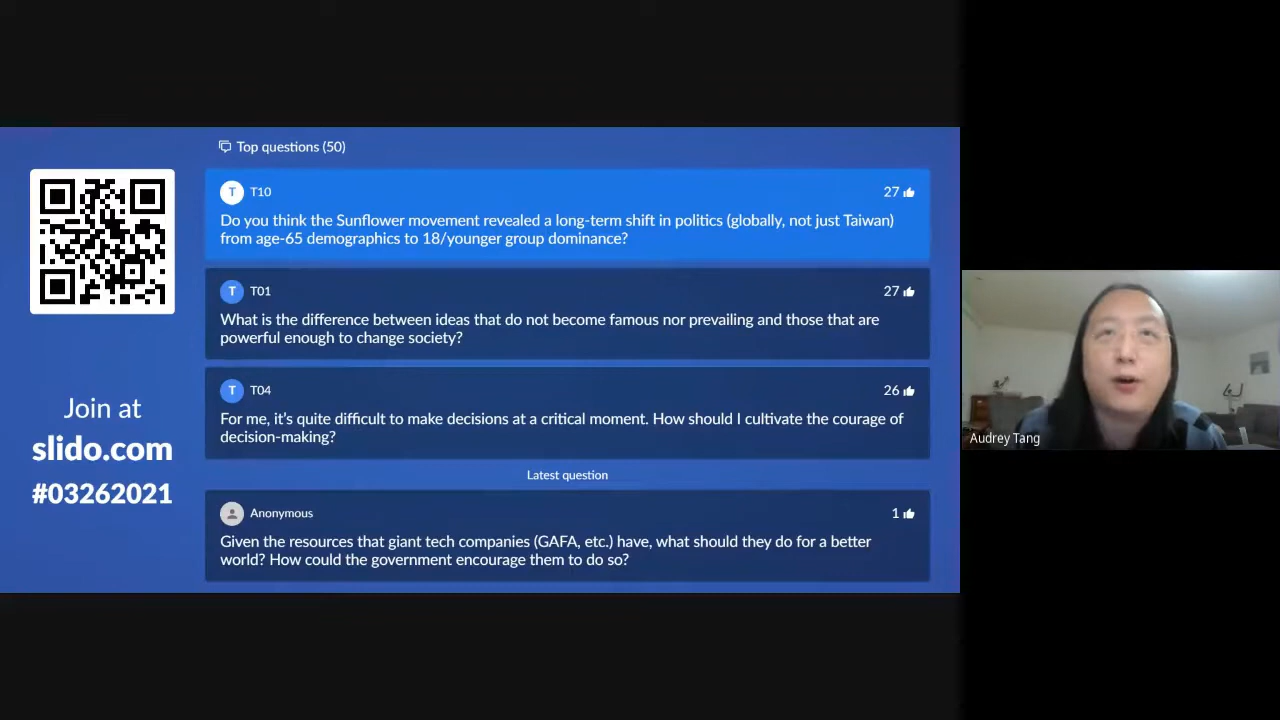 Top questions (50)
T T10 27
Do you think the Sunflower movement revealed a long-term shift in politics (globally, not just Taiwan)
from age-65 demographics to 18/younger group dominance?
T T01 27
What is the difference between ideas that do not become famous nor prevailing and those that are
powerful enough to change society?
T T04 26
For me, it's quite difficult to make decisions at a critical moment. How should I cultivate the courage of
decision-making?
Latest question
Anonymous 1
Given the resources that giant tech companies (GAFA, etc.) have, what should they do for a better
world? How could the government encourage them to do so?
Join at
slido.com
#03262021
Audrey Tang